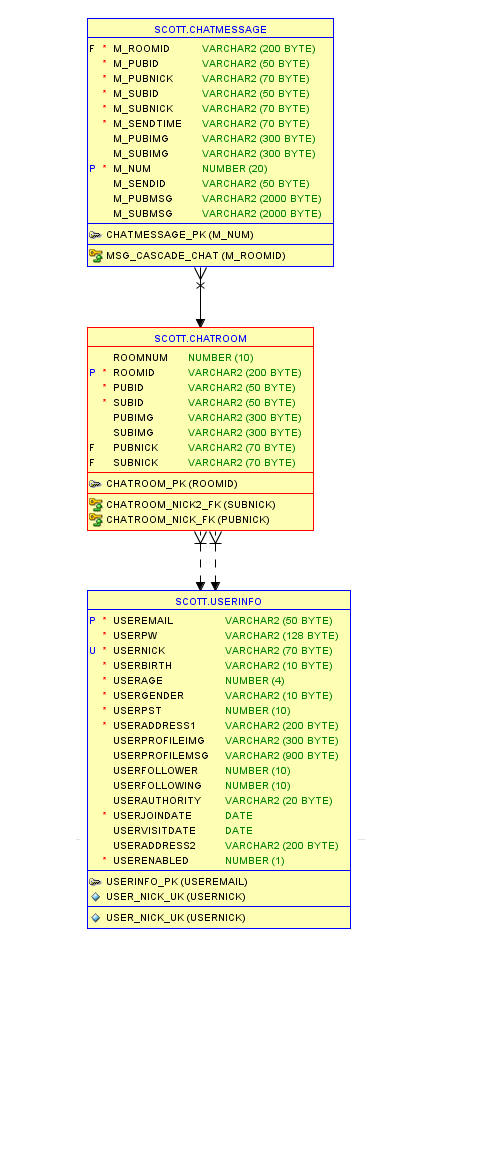 SCOTT.CHATMESSAGE
F * M_ROOMID VARCHAR2 (200 BYTE)
* M_PUBID VARCHAR2 (50 BYTE)
* M_PUBNICK VARCHAR2 (70 BYTE)
* M_SUBID VARCHAR2 (50 BYTE)
* M_SUBNICK VARCHAR2 (70 BYTE)
* M_SENDTIME VARCHAR2 (70 BYTE)
M_PUBIMG VARCHAR2 (300 BYTE)
M_SUBIMG VARCHAR2 (300 BYTE)
P * M_NUM NUMBER (20)
M_SENDID VARCHAR2 (50 BYTE)
M_PUBMSG VARCHAR2 (2000 BYTE)
M_SUBMSG VARCHAR2 (2000 BYTE)
CHATMESSAGE_PK (M_NUM)
MSG_CASCADE_CHAT (M_ROOMID)
SCOTT.CHATROOM
ROOMNUM NUMBER (10)
P * ROOMID VARCHAR2 (200 BYTE)
* PUBID VARCHAR2 (50 BYTE)
* SUBID VARCHAR2 (50 BYTE)
PUBIMG VARCHAR2 (300 BYTE)
SUBIMG VARCHAR2 (300 BYTE)
F PUBNICK VARCHAR2 (70 BYTE)
F SUBNICK VARCHAR2 (70 BYTE)
CHATROOM_PK (ROOMID)
CHATROOM_NICK2_FK (SUBNICK)
CHATROOM_NICK_FK (PUBNICK)
SCOTT.USERINFO
P * USEREMAIL VARCHAR2 (50 BYTE)
* USERPW VARCHAR2 (128 BYTE)
U * USERNICK VARCHAR2 (70 BYTE)
* USERBIRTH VARCHAR2 (10 BYTE)
* USERAGE NUMBER (4)
* USERGENDER VARCHAR2 (10 BYTE)
* USERPST NUMBER (10)
* USERADDRESS1 VARCHAR2 (200 BYTE)
USERPROFILEIMG VARCHAR2 (300 BYTE)
USERPROFILEMSG VARCHAR2 (900 BYTE)
USERFOLLOWER NUMBER (10)
USERFOLLOWING NUMBER (10)
USERAUTHORITY VARCHAR2 (20 BYTE)
* USERJOINDATE DATE
USERVISITDATE DATE
USERADDRESS2 VARCHAR2 (200 BYTE)
* USERENABLED NUMBER (1)
USERINFO_PK (USEREMAIL)
USER_NICK_UK (USERNICK)
USER_NICK_UK (USERNICK)